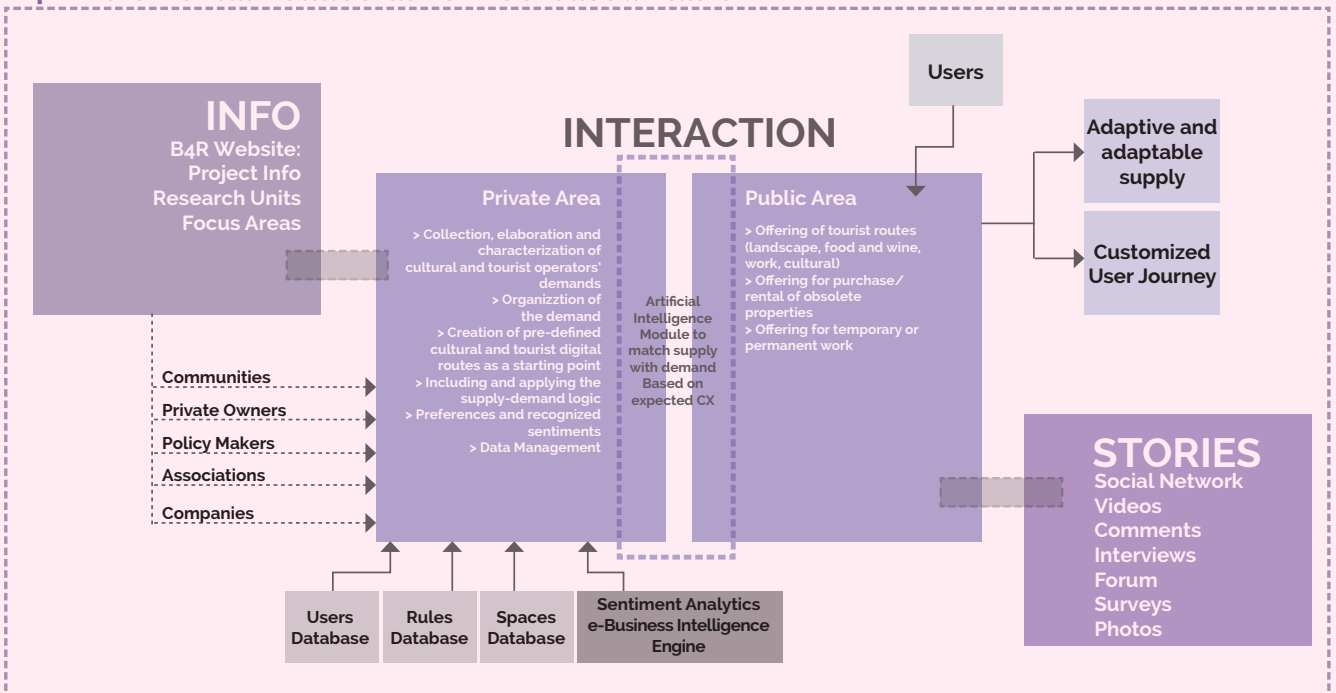 Users
INFO
B4R Website:
Project Info
Research Units
Focus Areas
INTERACTION
Adaptive and
adaptable
supply
Customized
User Journey
Private Area
> Collection, elaboration and
characterization of
cultural and tourist operators'
demands
> Organizztion of
the demand
> Creation of pre-defined
cultural and tourist digital
routes as a starting point
> Including and applying the
supply-demand logic
> Preferences and recognized
sentiments
> Data Management
Artificial
Intelligence
Module to
match supply
with demand
Based on
expected CX
Public Area
> Offering of tourist routes
(landscape, food and wine,
work, cultural)
> Offering for purchase/
rental of obsolete
properties
> Offering for temporary or
permanent work
Communities
Private Owners
Policy Makers
Associations
Companies
STORIES
Social Network
Videos
Comments
Interviews
Forum
Surveys
Photos
Users
Database
Rules
Database
Spaces
Database
Sentiment Analytics
e-Business Intelligence
Engine